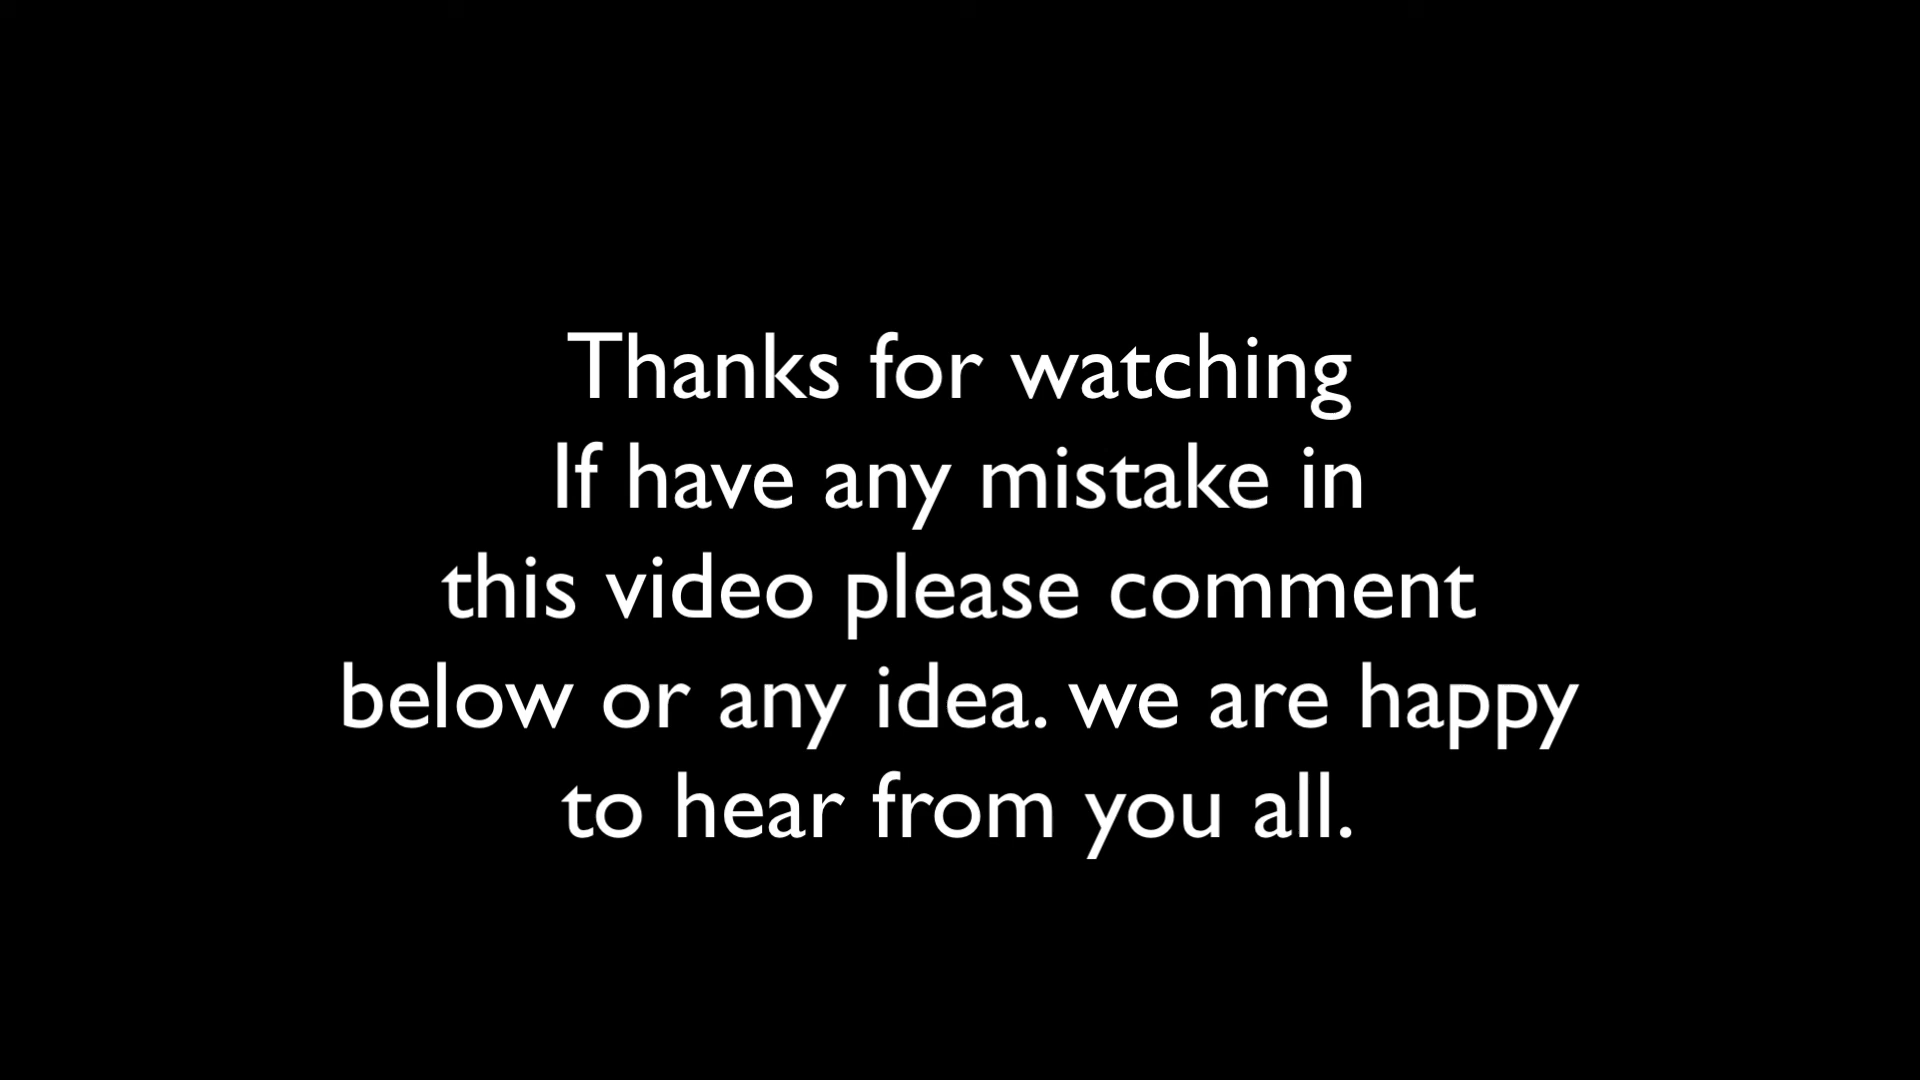 Thanks for watching
If have any mistake in
this video please comment
below or any idea. we are happy
to hear from you all.